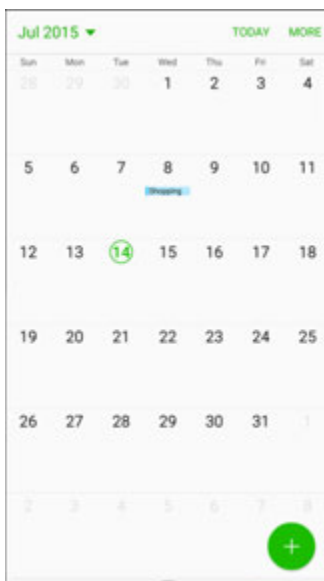 Jul 2015 TODAY MORE
Sun Mon Tue Wed Thu Fri Sat
28 29 30 1 2 3 4
5 6 7 8 9 10 11
Shopping
12 13 14 15 16 17 18
19 20 21 22 23 24 25
26 27 28 29 30 31 1
2 3 4 5 6 7 8
+